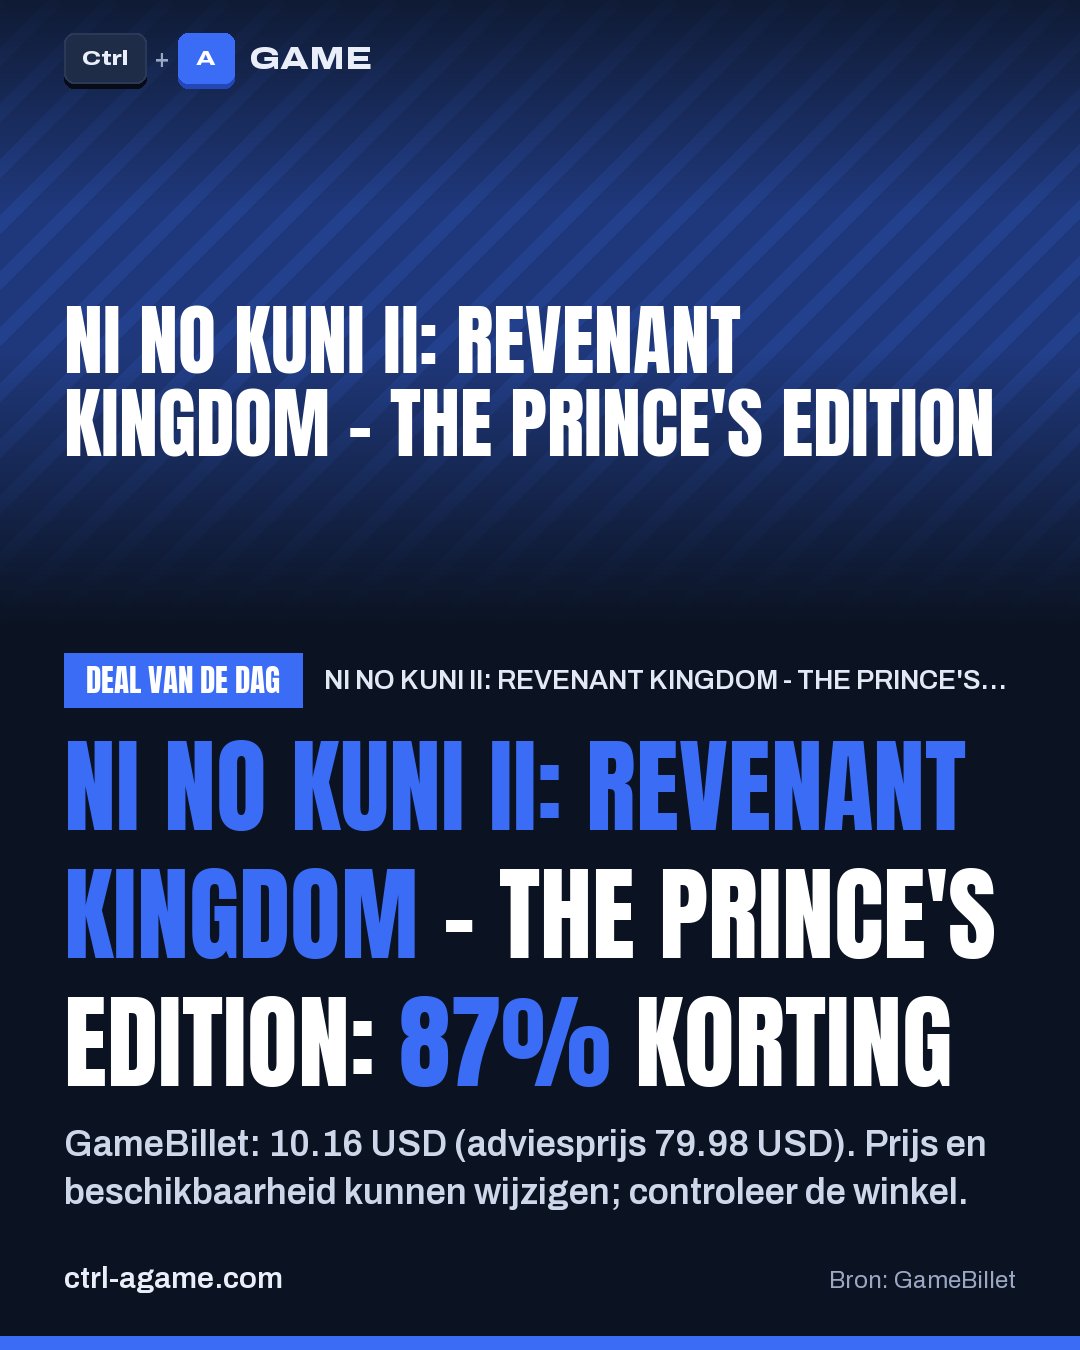 Ctrl + A GAME
NI NO KUNI II: REVENANT
KINGDOM - THE PRINCE'S EDITION
DEAL VAN DE DAG NI NO KUNI II: REVENANT KINGDOM - THE PRINCE'S...
NI NO KUNI II: REVENANT
KINGDOM - THE PRINCE'S
EDITION: 87% KORTING
GameBillet: 10.16 USD (adviesprijs 79.98 USD). Prijs en
beschikbaarheid kunnen wijzigen; controleer de winkel.
ctrl-agame.com Bron: GameBillet